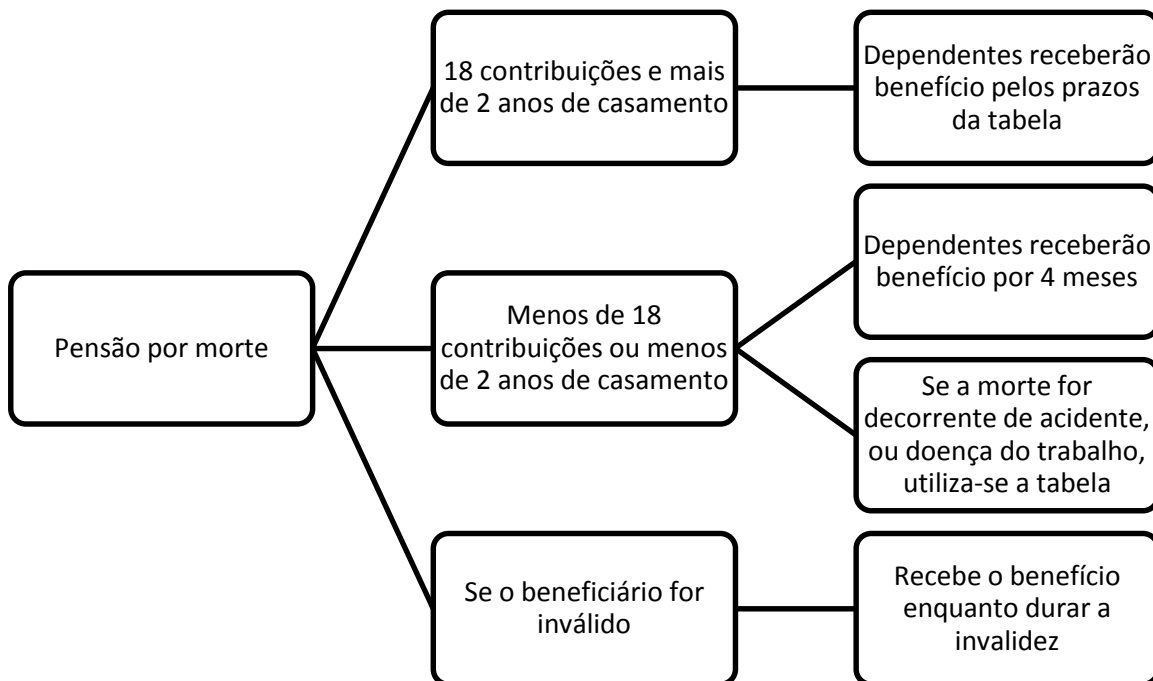 Pensão por morte
18 contribuições e mais
de 2 anos de casamento
Dependentes receberão
benefício pelos prazos
da tabela
Menos de 18
contribuições ou menos
de 2 anos de casamento
Dependentes receberão
benefício por 4 meses
Se a morte for
decorrente de acidente,
ou doença do trabalho,
utiliza-se a tabela
Se o beneficiário for
inválido
Recebe o benefício
enquanto durar a
invalidez